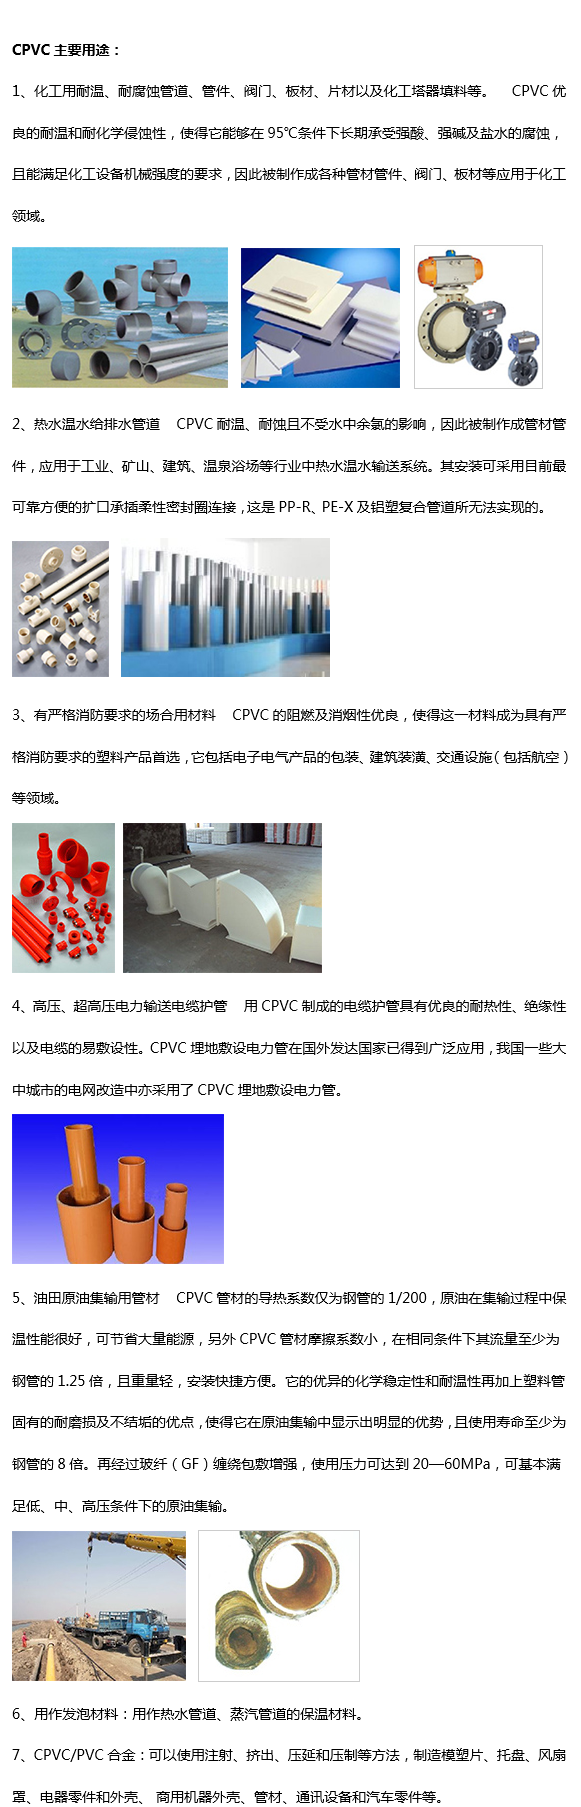 CPVC 主要用途：
1、化工用耐温、耐腐蚀管道、管件、阀门、板材、片材以及化工塔器填料等。 CPVC 优
良的耐温和耐化学侵蚀性，使得它能够在 95℃条件下长期承受强酸、强碱及盐水的腐蚀，
且能满足化工设备机械强度的要求，因此被制作成各种管材管件、阀门、板材等应用于化工
领域。
2、热水温水给排水管道 CPVC 耐温、耐蚀且不受水中余氯的影响，因此被制作成管材管
件，应用于工业、矿山、建筑、温泉浴场等行业中热水温水输送系统。其安装可采用目前最
可靠方便的扩口承插柔性密封圈连接，这是 PP-R、PE-X 及铝塑复合管道所无法实现的。
3、有严格消防要求的场合用材料 CPVC 的阻燃及消烟性优良，使得这一材料成为具有严
格消防要求的塑料产品首选，它包括电子电气产品的包装、建筑装潢、交通设施（包括航空）
等领域。
4、高压、超高压电力输送电缆护管 用 CPVC 制成的电缆护管具有优良的耐热性、绝缘性
以及电缆的易敷设性。CPVC 埋地敷设电力管在国外发达国家已得到广泛应用，我国一些大
中城市的电网改造中亦采用了 CPVC 埋地敷设电力管。
5、油田原油集输用管材 CPVC 管材的导热系数仅为钢管的 1/200，原油在集输过程中保
温性能很好，可节省大量能源，另外 CPVC 管材摩擦系数小，在相同条件下其流量至少为
钢管的 1.25 倍，且重量轻，安装快捷方便。它的优异的化学稳定性和耐温性再加上塑料管
固有的耐磨损及不结垢的优点，使得它在原油集输中显示出明显的优势，且使用寿命至少为
钢管的 8 倍。再经过玻纤（GF）缠绕包敷增强，使用压力可达到 20—60MPa，可基本满
足低、中、高压条件下的原油集输。
6、用作发泡材料：用作热水管道、蒸汽管道的保温材料。
7、CPVC/PVC 合金：可以使用注射、挤出、压延和压制等方法，制造模塑片、托盘、风扇
罩、电器零件和外壳、 商用机器外壳、管材、通讯设备和汽车零件等。